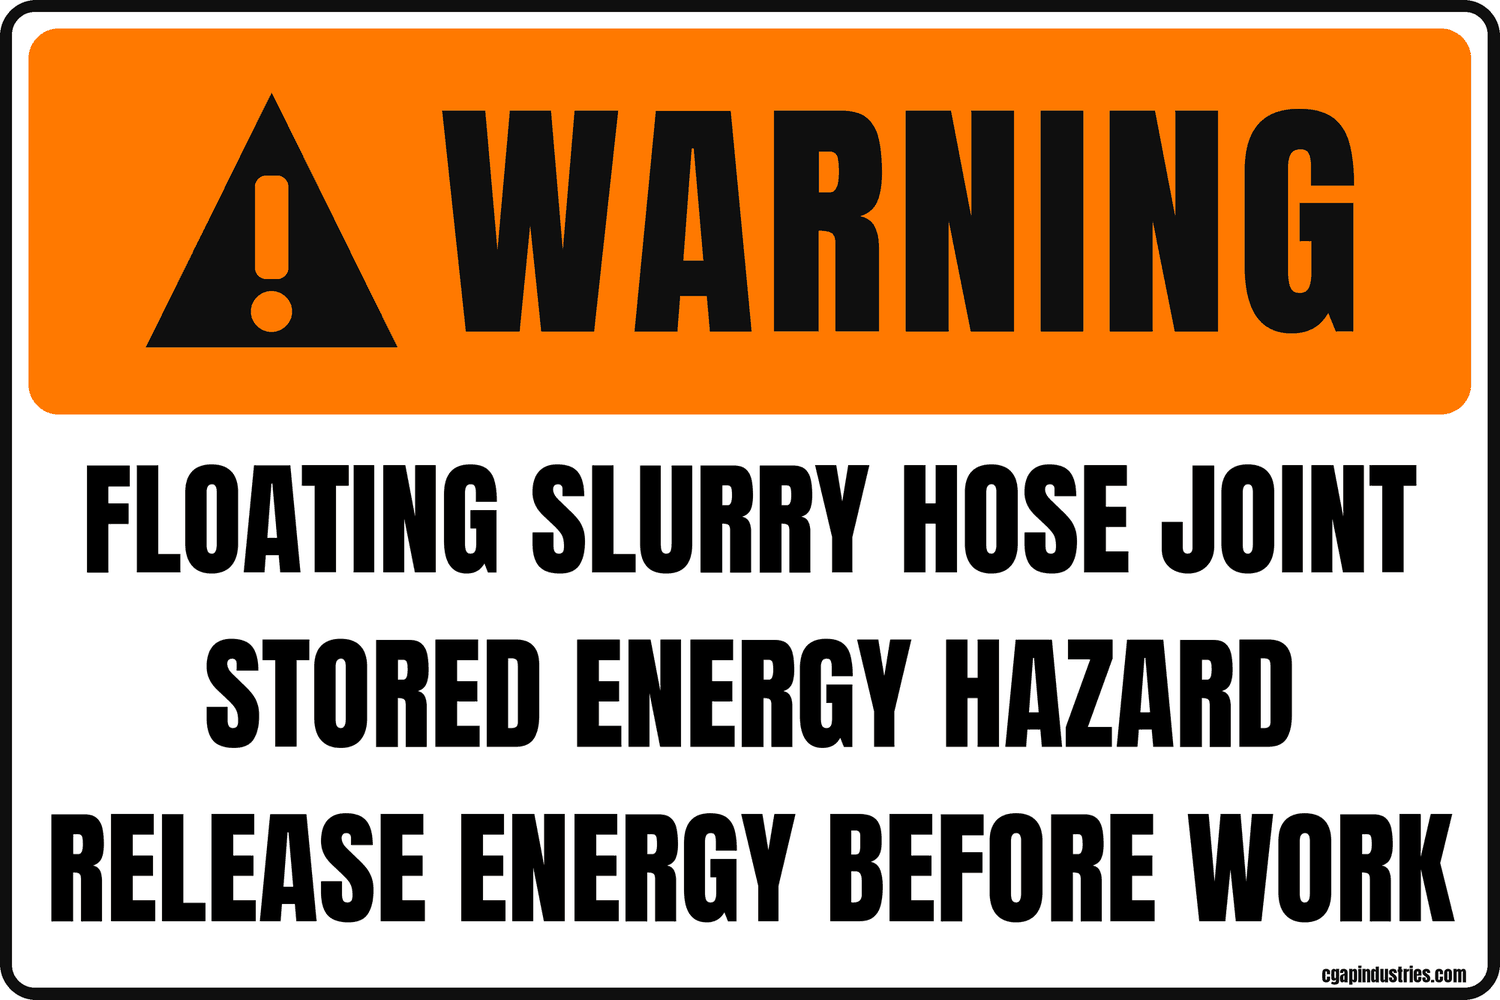 WARNING
FLOATING SLURRY HOSE JOINT
STORED ENERGY HAZARD
RELEASE ENERGY BEFORE WORK
cgapindustries.com